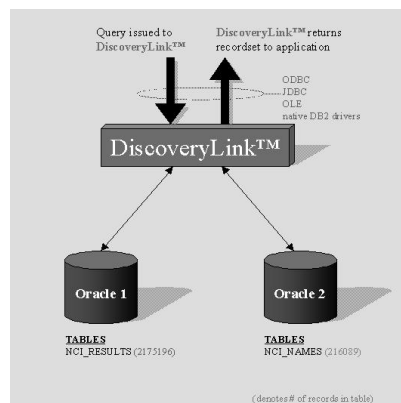 Query issued to
DiscoveryLink™
DiscoveryLink™ returns
recordset to application
ODBC
JDBC
OLE
native DB2 drivers
DiscoveryLink™
Oracle 1
Oracle 2
TABLES
NCI_RESULTS (2175196)
TABLES
NCI_NAMES (216089)
(denotes # of records in table)